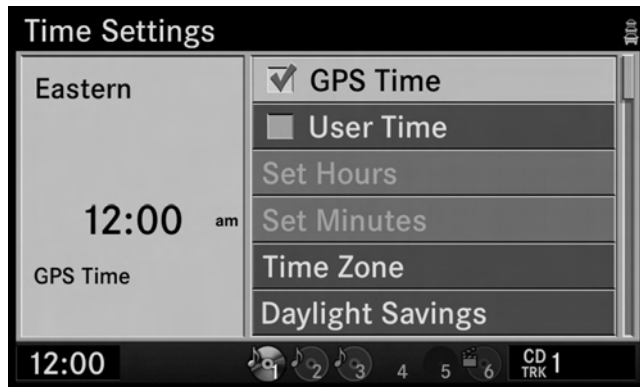 Time Settings
Eastern
12:00 am
GPS Time
GPS Time
User Time
Set Hours
Set Minutes
Time Zone
Daylight Savings
12:00
1 2 3 4 5 6
CD TRK 1